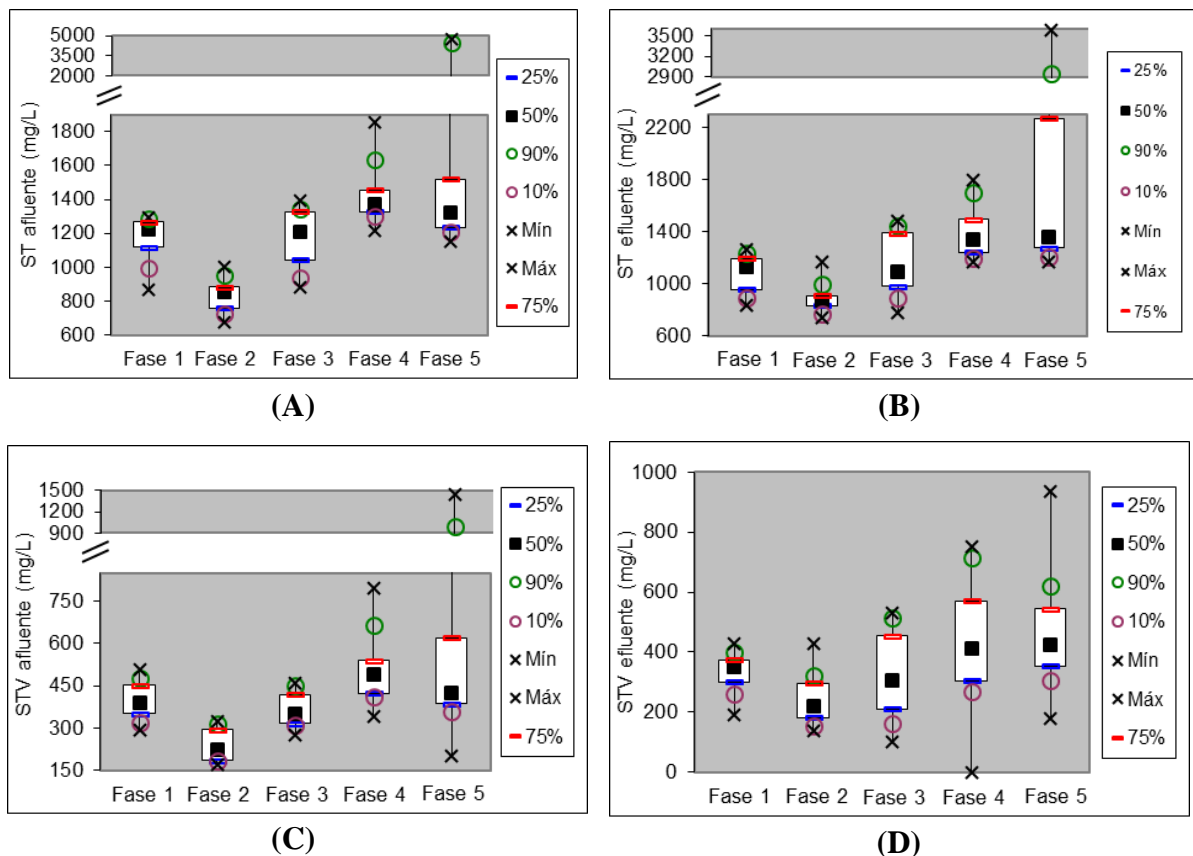 ST afluente (mg/L)
5000
3500
2000
1800
1600
1400
1200
1000
800
600
Fase 1 Fase 2 Fase 3 Fase 4 Fase 5
25%
50%
90%
10%
Mín
Máx
75%
(A)
ST efluente (mg/L)
3500
3200
2900
2200
1800
1400
1000
600
Fase 1 Fase 2 Fase 3 Fase 4 Fase 5
25%
50%
90%
10%
Mín
Máx
75%
(B)
STV afluente (mg/L)
1500
1200
900
750
600
450
300
150
Fase 1 Fase 2 Fase 3 Fase 4 Fase 5
25%
50%
90%
10%
Mín
Máx
75%
(C)
STV efluente (mg/L)
1000
800
600
400
200
0
Fase 1 Fase 2 Fase 3 Fase 4 Fase 5
25%
50%
90%
10%
Mín
Máx
75%
(D)